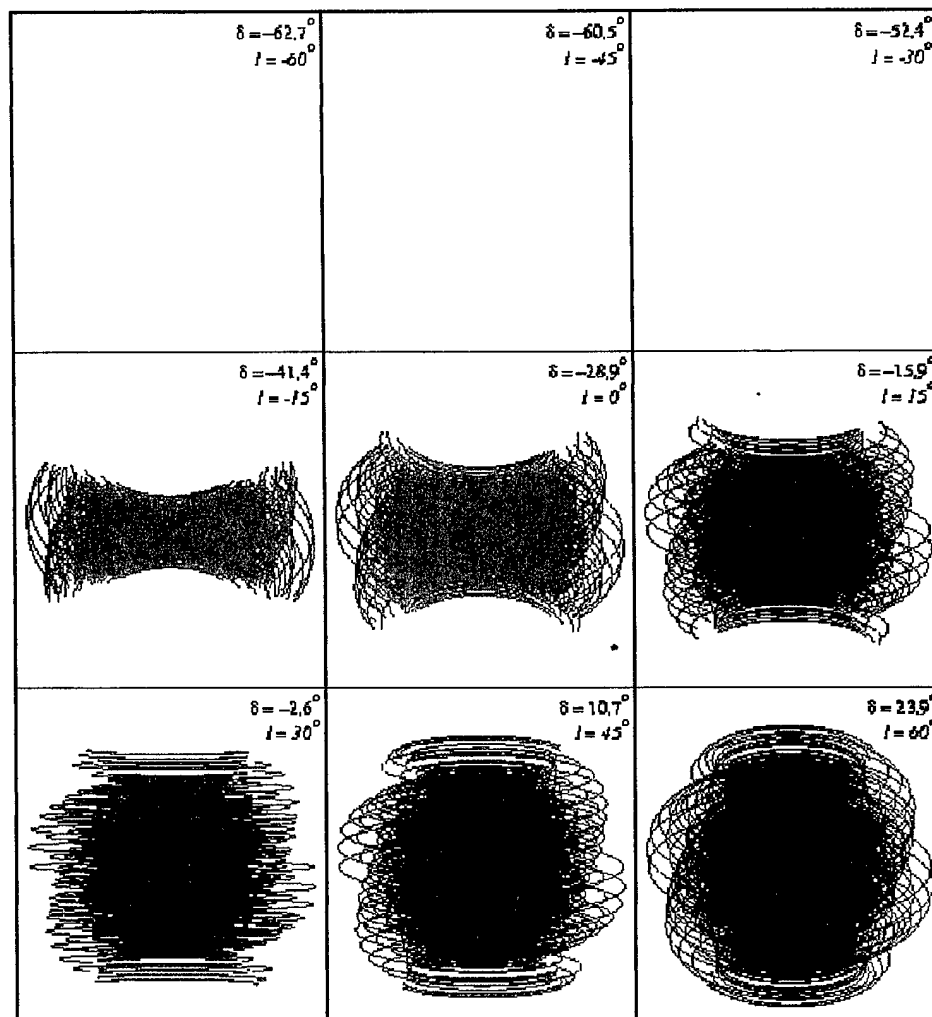 δ = –62,7°
l = -60°
δ = –60,5°
l = -45°
δ = –52,4°
l = -30°
δ = –41,4°
l = -15°
δ = –28,9°
l = 0°
δ = –15,9°
l = 15°
δ = –2,6°
l = 30°
δ = 10,7°
l = 45°
δ = 23,9°
l = 60°